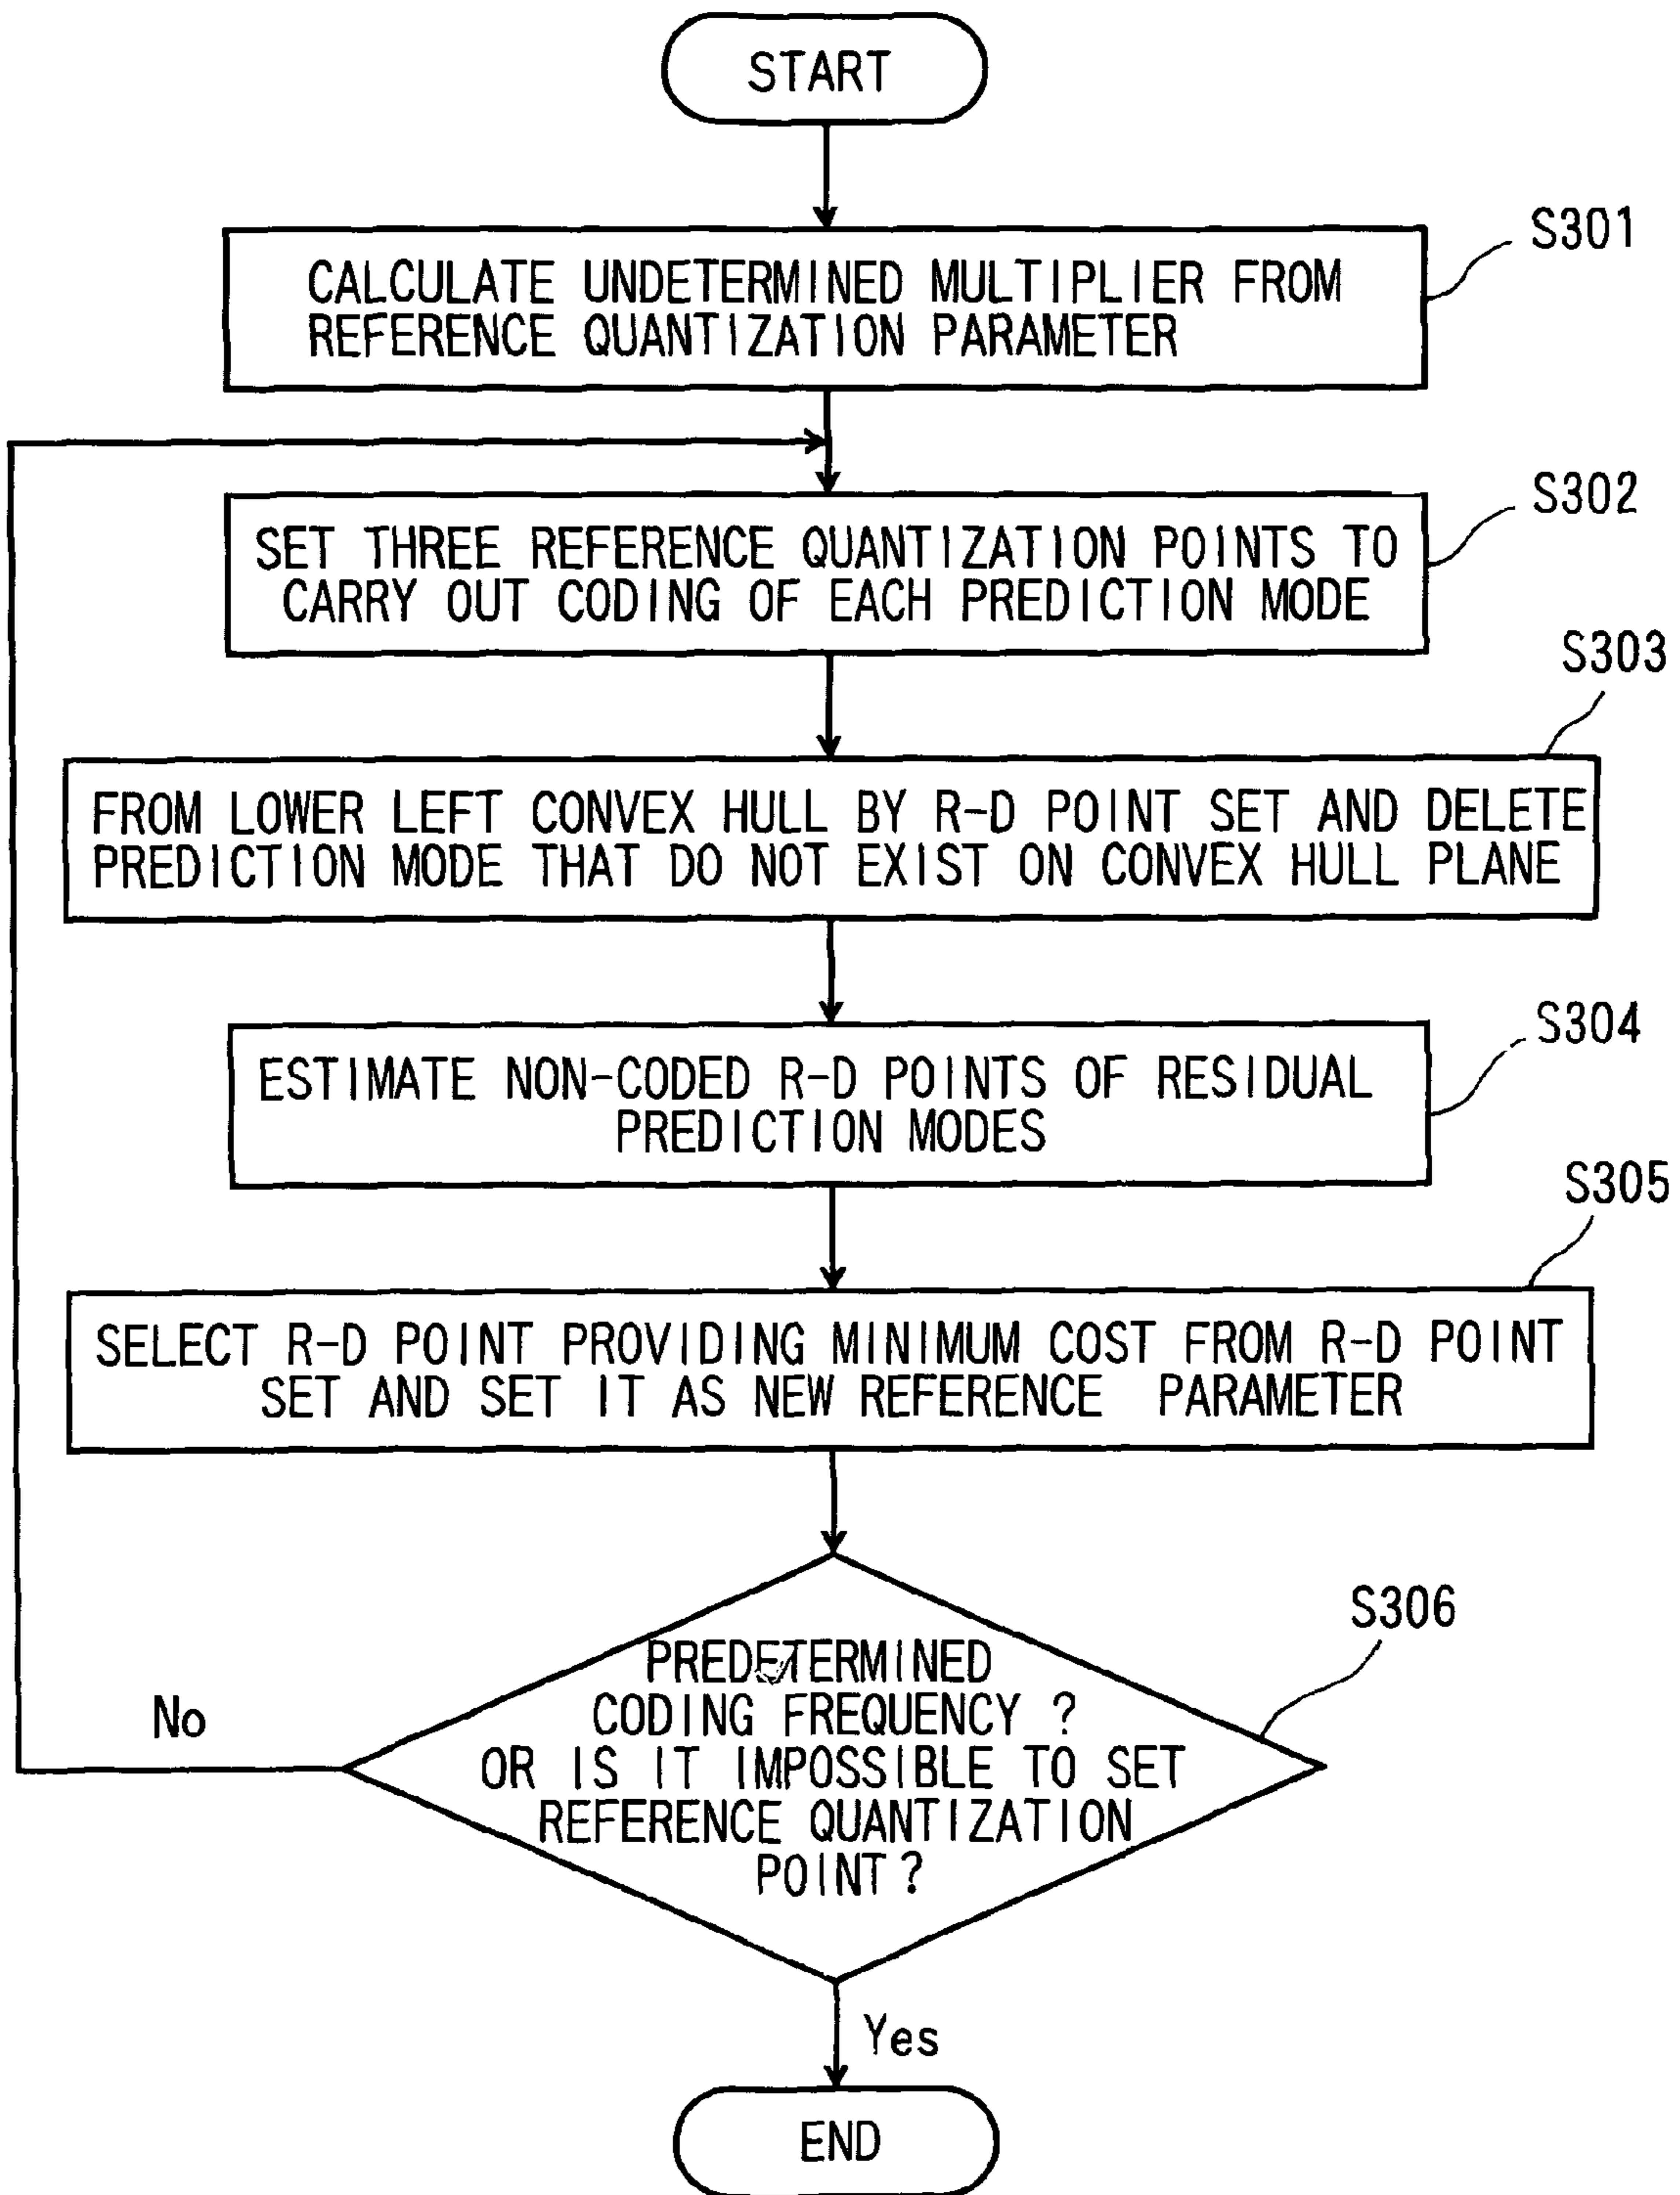 START
S301
CALCULATE UNDETERMINED MULTIPLIER FROM
REFERENCE QUANTIZATION PARAMETER
S302
SET THREE REFERENCE QUANTIZATION POINTS TO
CARRY OUT CODING OF EACH PREDICTION MODE
S303
FROM LOWER LEFT CONVEX HULL BY R-D POINT SET AND DELETE
PREDICTION MODE THAT DO NOT EXIST ON CONVEX HULL PLANE
S304
ESTIMATE NON-CODED R-D POINTS OF RESIDUAL
PREDICTION MODES
S305
SELECT R-D POINT PROVIDING MINIMUM COST FROM R-D POINT
SET AND SET IT AS NEW REFERENCE PARAMETER
S306
PREDETERMINED
CODING FREQUENCY ?
OR IS IT IMPOSSIBLE TO SET
REFERENCE QUANTIZATION
POINT ?
No
Yes
END